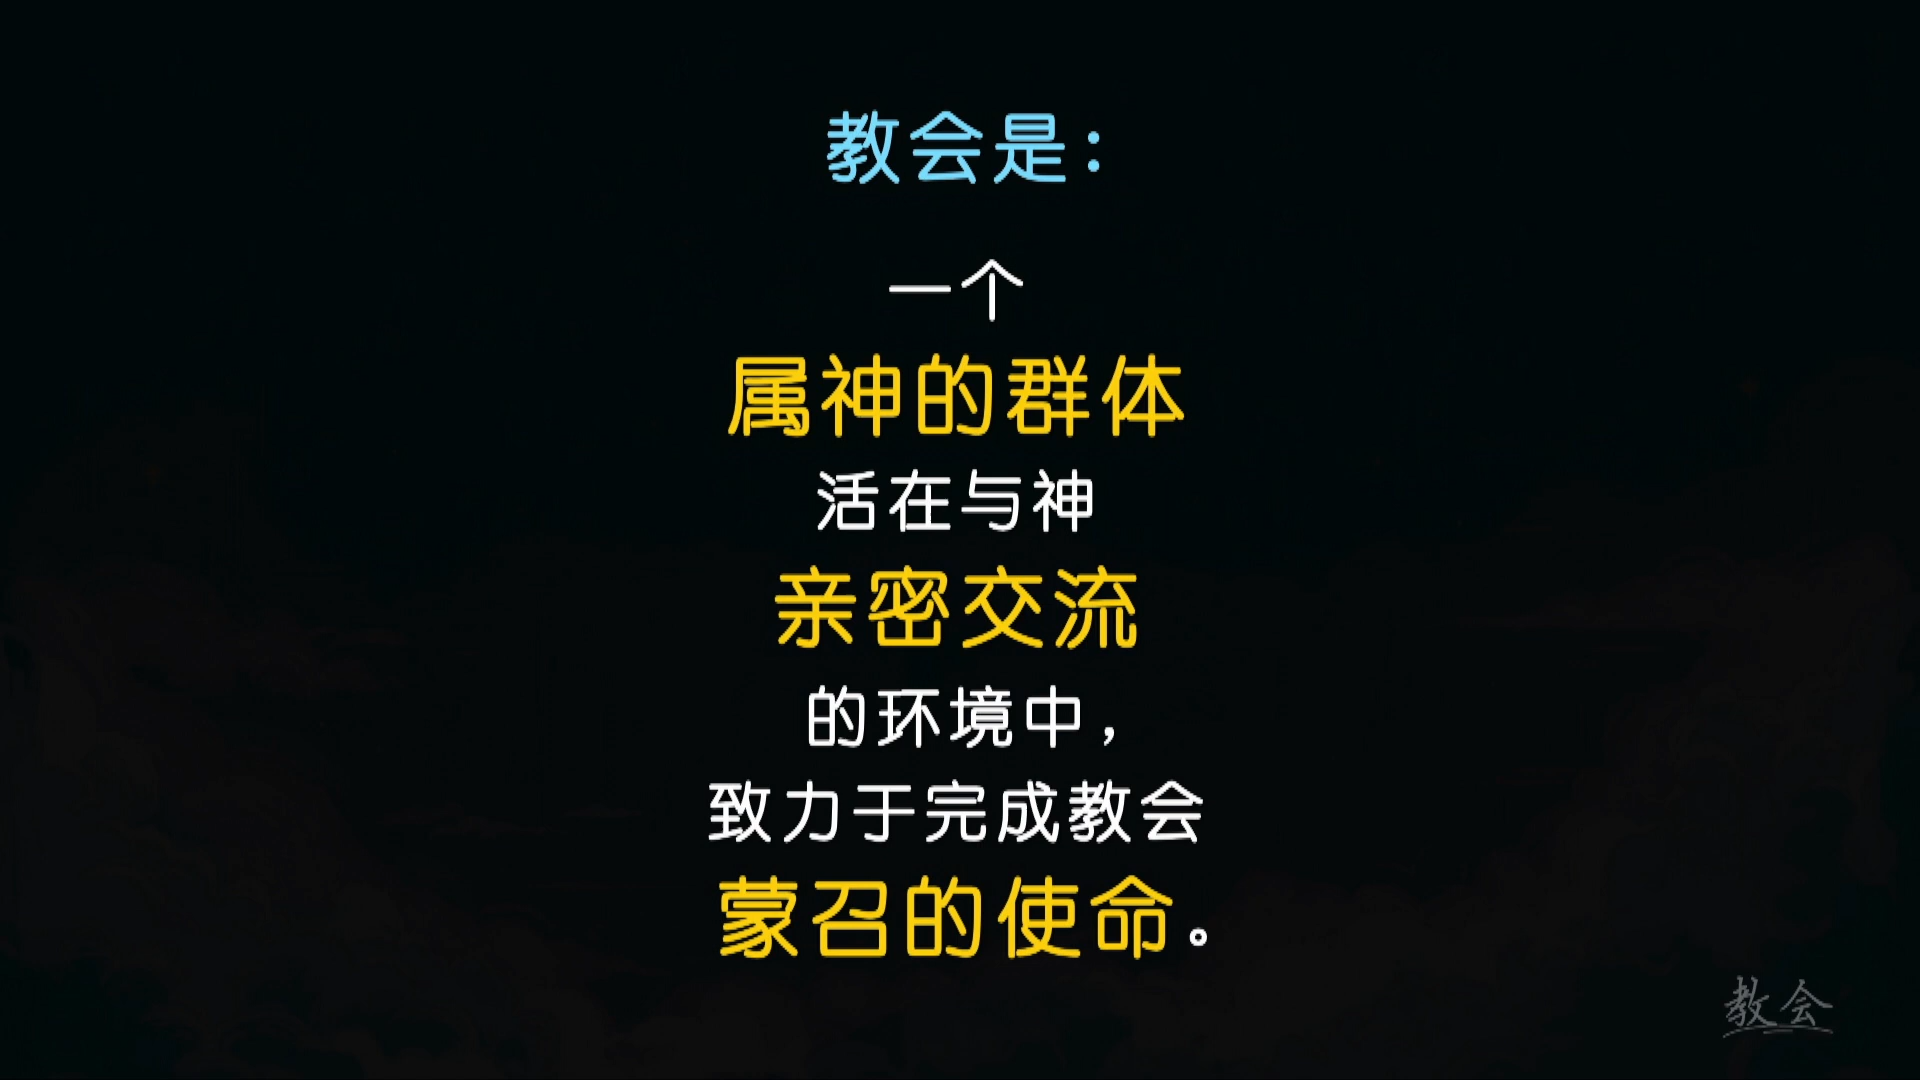 教会是：
一个
属神的群体
活在与神
亲密交流
的环境中，
致力于完成教会
蒙召的使命。
教会